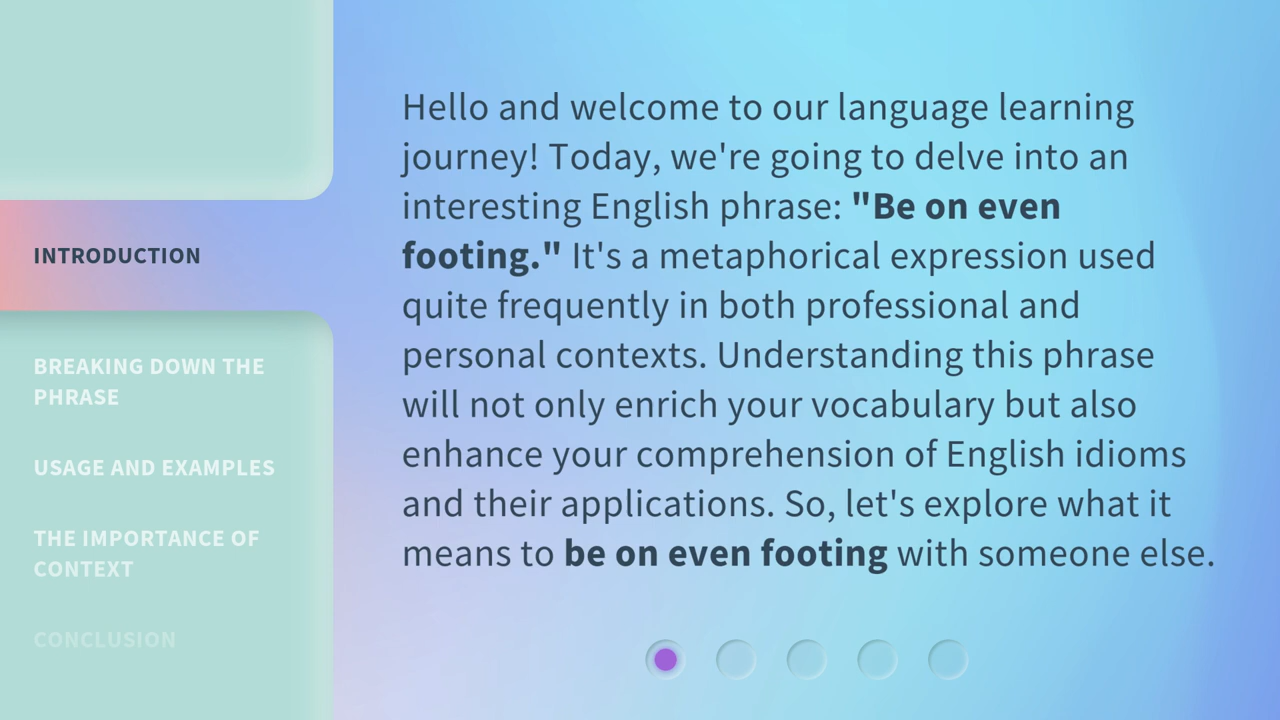 INTRODUCTION
BREAKING DOWN THE
PHRASE
USAGE AND EXAMPLES
THE IMPORTANCE OF
CONTEXT
CONCLUSION
Hello and welcome to our language learning
journey! Today, we're going to delve into an
interesting English phrase: "Be on even
footing." It's a metaphorical expression used
quite frequently in both professional and
personal contexts. Understanding this phrase
will not only enrich your vocabulary but also
enhance your comprehension of English idioms
and their applications. So, let's explore what it
means to be on even footing with someone else.